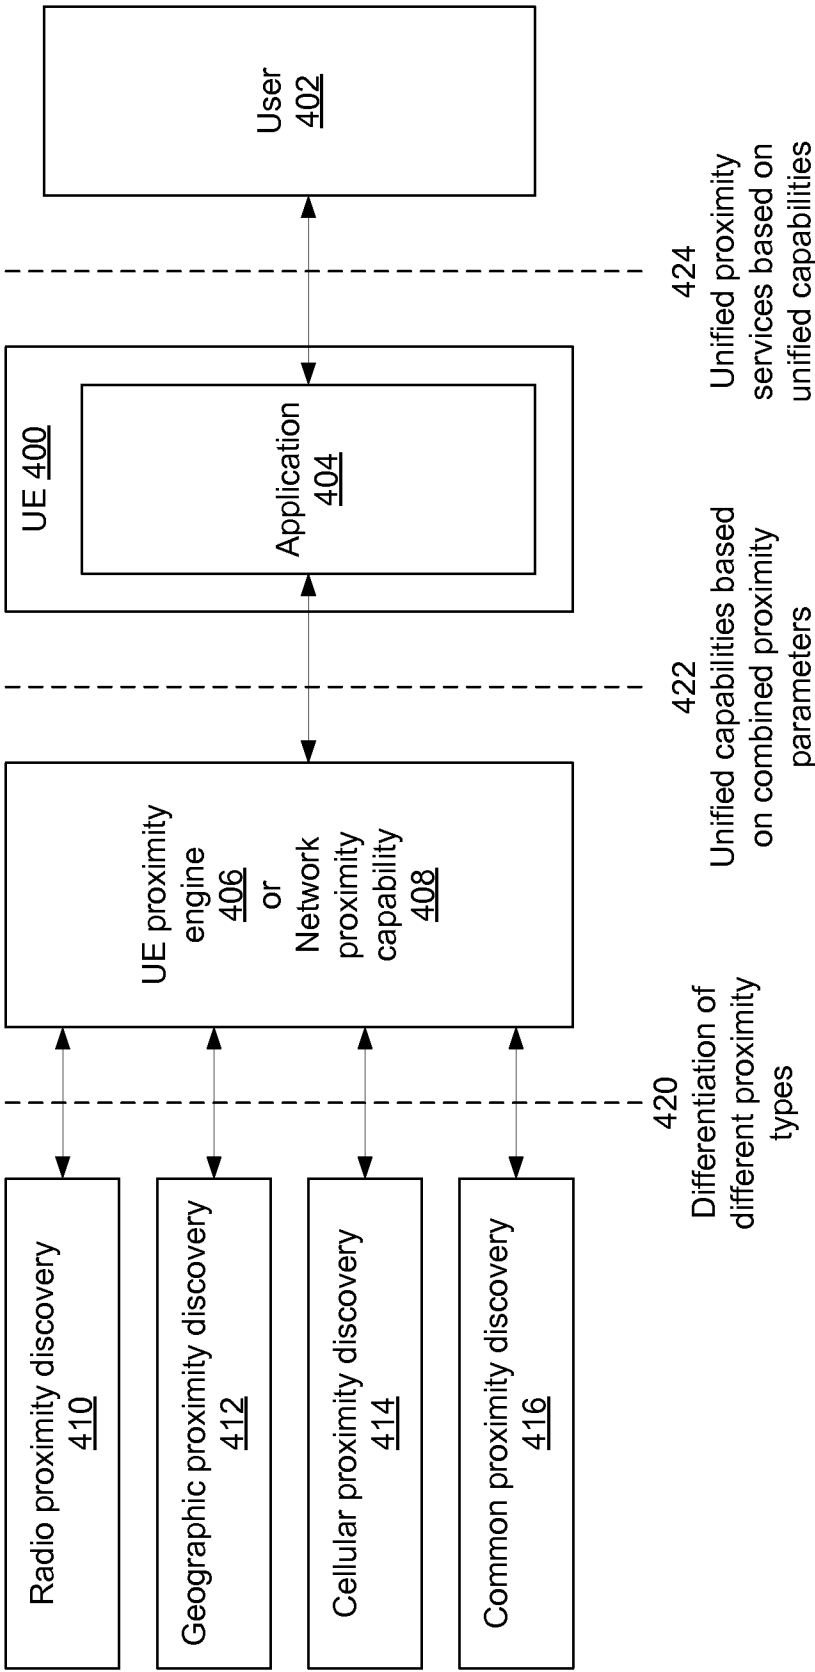 Radio proximity discovery
410
Geographic proximity discovery
412
Cellular proximity discovery
414
Common proximity discovery
416
420
Differentiation of
different proximity
types
UE proximity
engine
406
or
Network
proximity
capability
408
422
Unified capabilities based
on combined proximity
parameters
UE 400
Application
404
424
Unified proximity
services based on
unified capabilities
User
402